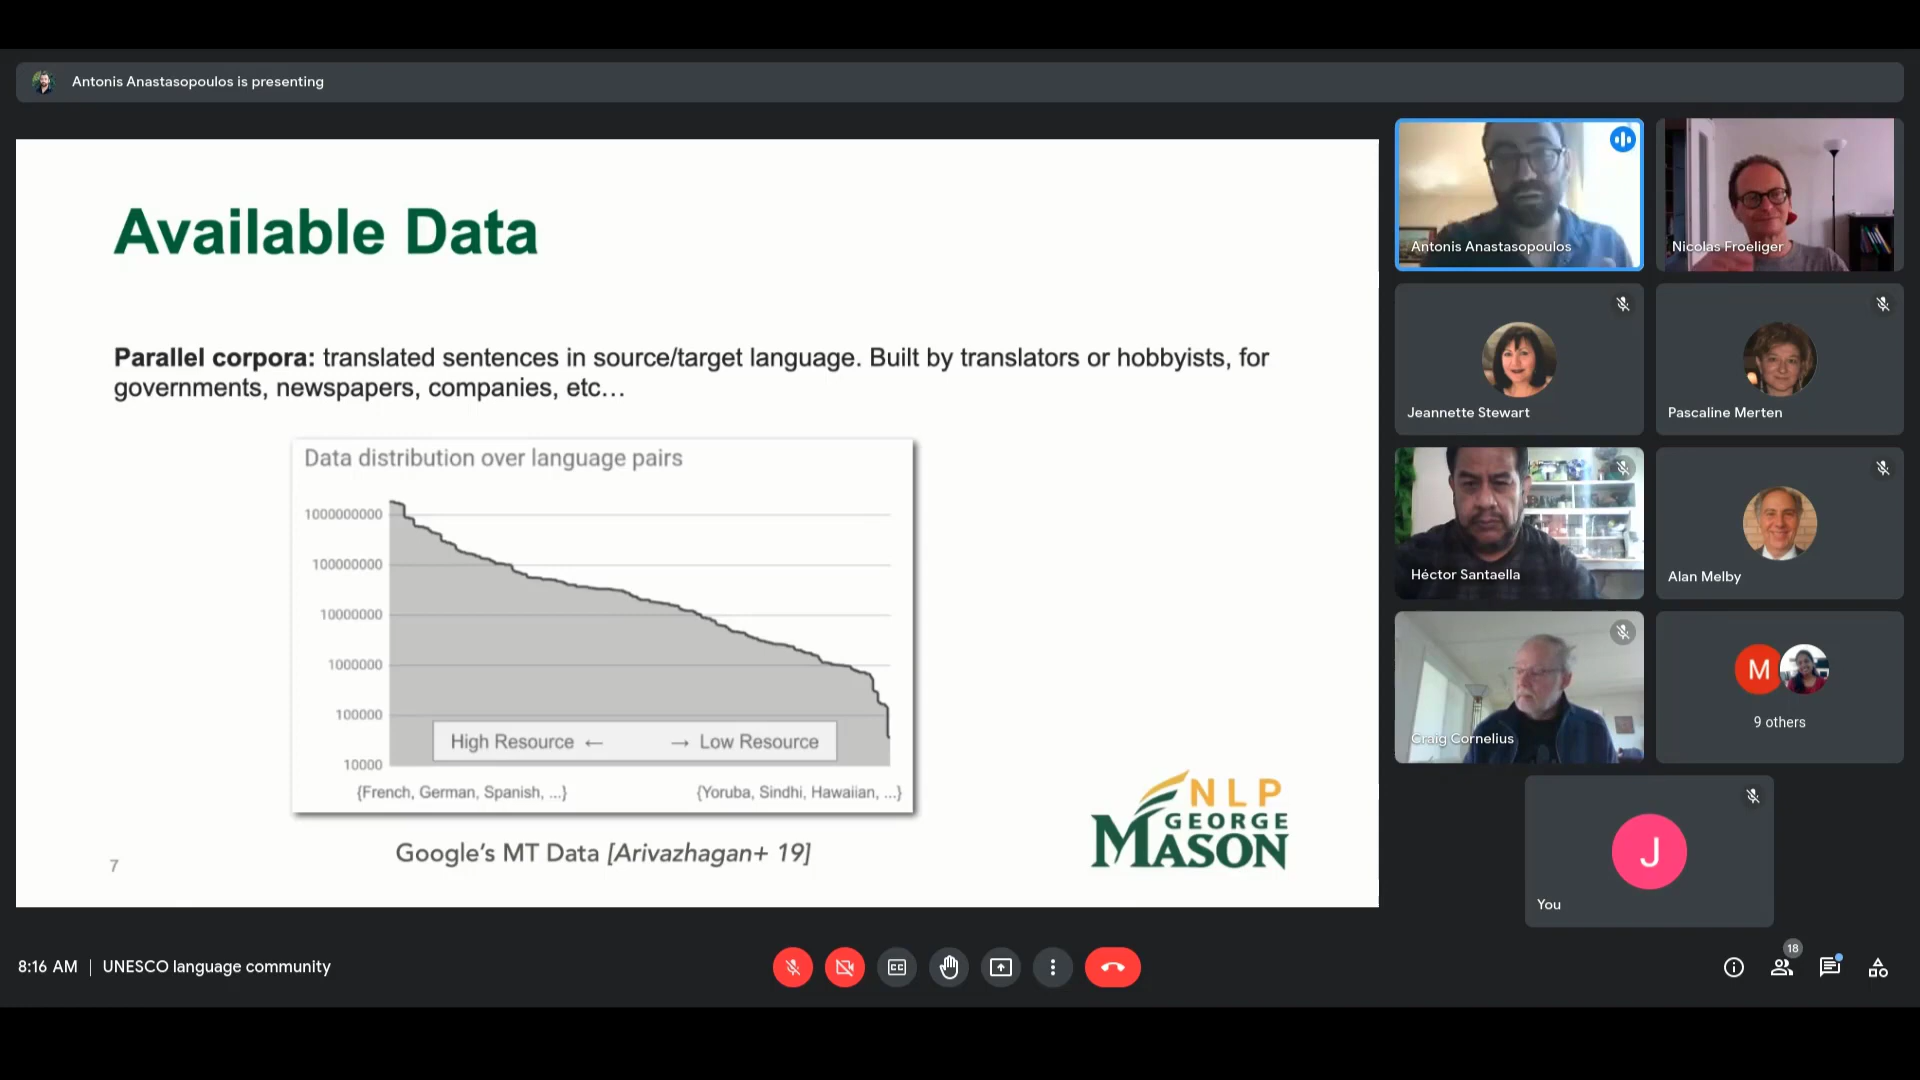 Antonis Anastasopoulos is presenting
Available Data
Parallel corpora: translated sentences in source/target language. Built by translators or hobbyists, for
governments, newspapers, companies, etc…
Data distribution over language pairs
1000000000
100000000
10000000
1000000
100000
10000
High Resource ← → Low Resource
{French, German, Spanish, ...} {Yoruba, Sindhi, Hawaiian, ...}
Google's MT Data [Arivazhagan+ 19]
7
NLP
GEORGE
MASON
Antonis Anastasopoulos
Nicolas Froeliger
Jeannette Stewart
Pascaline Merten
Héctor Santaella
Alan Melby
Craig Cornelius
M
9 others
J
You
8:16 AM | UNESCO language community
CC
18